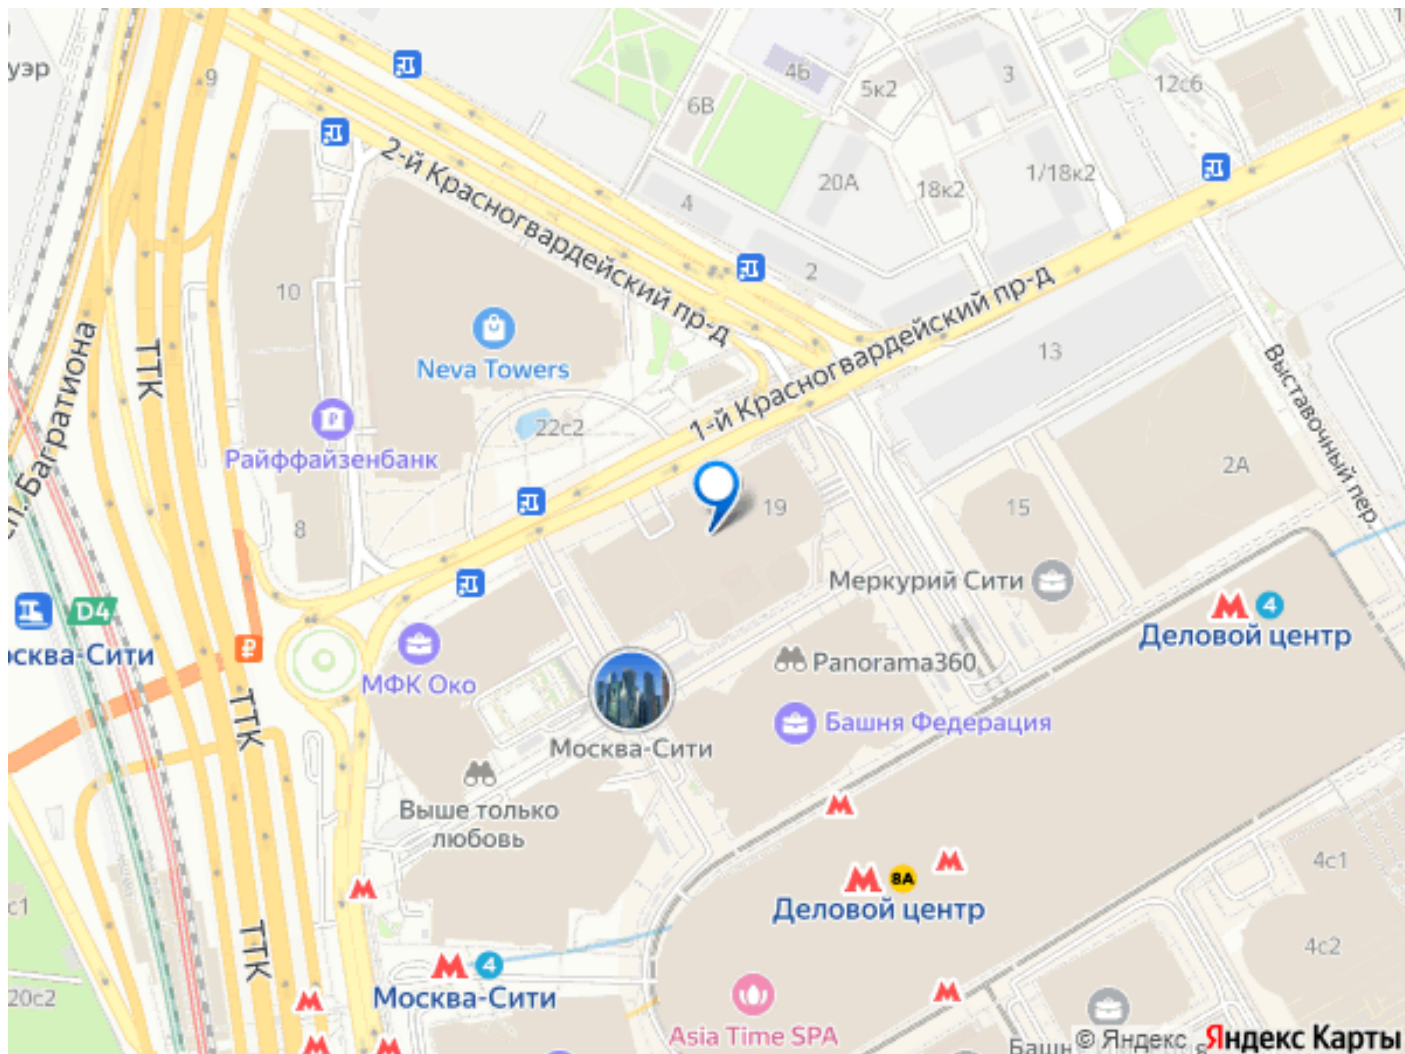 уэр
9
4Б
3
5к2
12с6
6В
2-й Красногвардейский пр-д
20А
18к2
1/18к2
4
2
10
ТТК
Neva Towers
1-й Красногвардейский пр-д
13
Выставочный пер.
ул. Багратиона
22с2
Райффайзенбанк
2А
19
15
8
Меркурий Сити
D4
4
Деловой центр
осква-Сити
₽
МФК Око
Panorama360
ТТК
Башня Федерация
Москва-Сити
Выше только
любовь
4с1
8А
Деловой центр
с1
ТТК
4с2
4
Москва-Сити
20с2
Asia Time SPA
© Яндекс Яндекс Карты